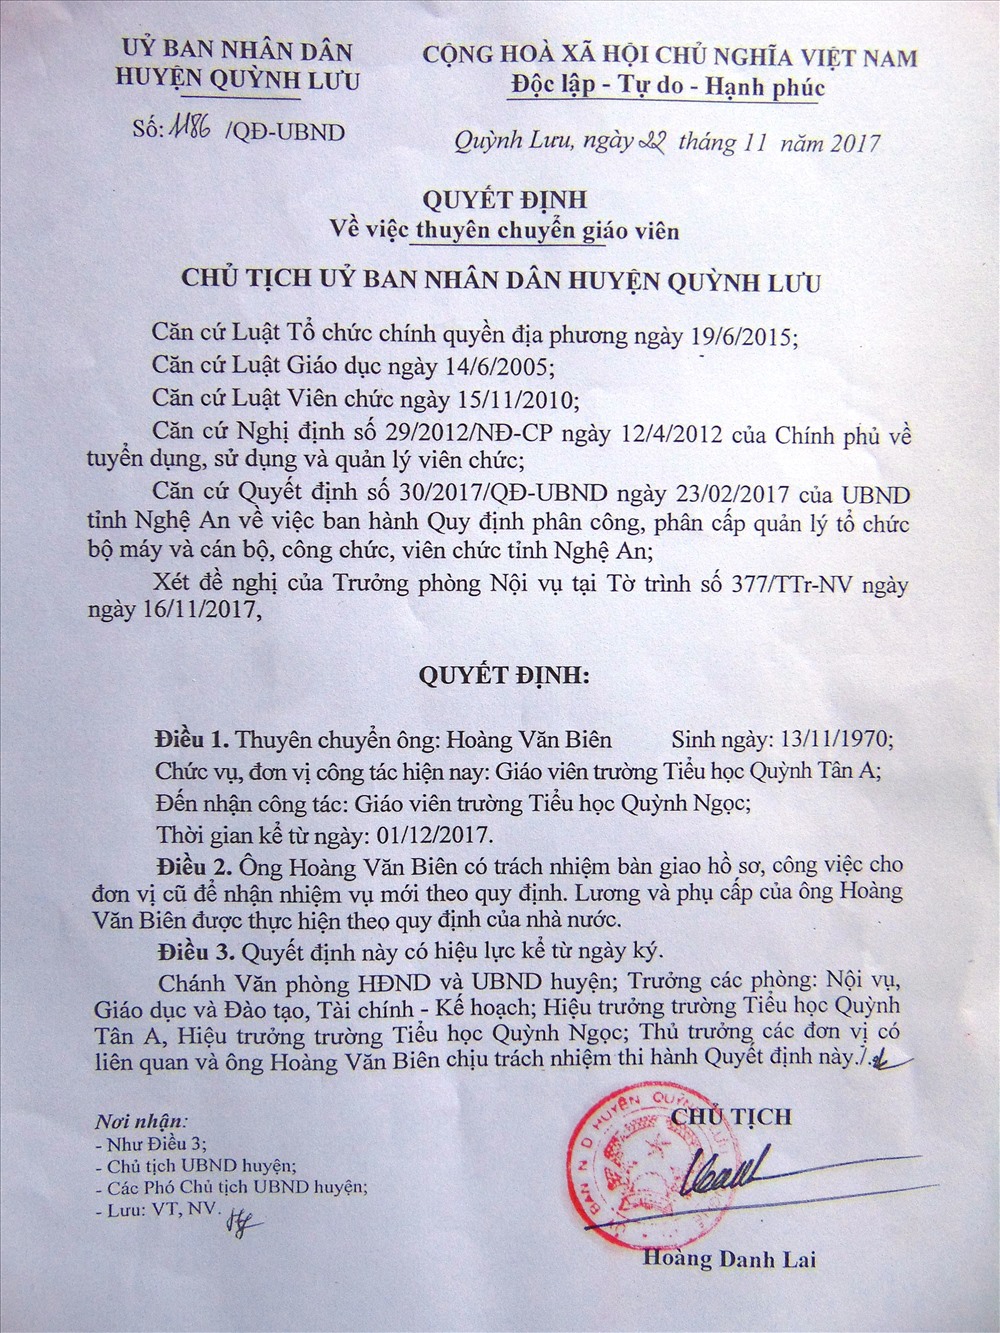 UỶ BAN NHÂN DÂN
HUYỆN QUỲNH LƯU
CỘNG HOÀ XÃ HỘI CHỦ NGHĨA VIỆT NAM
Độc lập - Tự do - Hạnh phúc
Số: 1186 /QĐ-UBND
Quỳnh Lưu, ngày 22 tháng 11 năm 2017
QUYẾT ĐỊNH
Về việc thuyên chuyển giáo viên
CHỦ TỊCH UỶ BAN NHÂN DÂN HUYỆN QUỲNH LƯU
Căn cứ Luật Tổ chức chính quyền địa phương ngày 19/6/2015;
Căn cứ Luật Giáo dục ngày 14/6/2005;
Căn cứ Luật Viên chức ngày 15/11/2010;
Căn cứ Nghị định số 29/2012/NĐ-CP ngày 12/4/2012 của Chính phủ về
tuyển dụng, sử dụng và quản lý viên chức;
Căn cứ Quyết định số 30/2017/QĐ-UBND ngày 23/02/2017 của UBND
tỉnh Nghệ An về việc ban hành Quy định phân công, phân cấp quản lý tổ chức
bộ máy và cán bộ, công chức, viên chức tỉnh Nghệ An;
Xét đề nghị của Trưởng phòng Nội vụ tại Tờ trình số 377/TTr-NV ngày
ngày 16/11/2017,
QUYẾT ĐỊNH:
Điều 1. Thuyên chuyển ông: Hoàng Văn Biên Sinh ngày: 13/11/1970;
Chức vụ, đơn vị công tác hiện nay: Giáo viên trường Tiểu học Quỳnh Tân A;
Đến nhận công tác: Giáo viên trường Tiểu học Quỳnh Ngọc;
Thời gian kể từ ngày: 01/12/2017.
Điều 2. Ông Hoàng Văn Biên có trách nhiệm bàn giao hồ sơ, công việc cho
đơn vị cũ để nhận nhiệm vụ mới theo quy định. Lương và phụ cấp của ông Hoàng
Văn Biên được thực hiện theo quy định của nhà nước.
Điều 3. Quyết định này có hiệu lực kể từ ngày ký.
Chánh Văn phòng HĐND và UBND huyện; Trưởng các phòng: Nội vụ,
Giáo dục và Đào tạo, Tài chính - Kế hoạch; Hiệu trưởng trường Tiểu học Quỳnh
Tân A, Hiệu trưởng trường Tiểu học Quỳnh Ngọc; Thủ trưởng các đơn vị có
liên quan và ông Hoàng Văn Biên chịu trách nhiệm thi hành Quyết định này./.
Nơi nhận:
- Như Điều 3;
- Chủ tịch UBND huyện;
- Các Phó Chủ tịch UBND huyện;
- Lưu: VT, NV.
CHỦ TỊCH
Hoàng Danh Lai